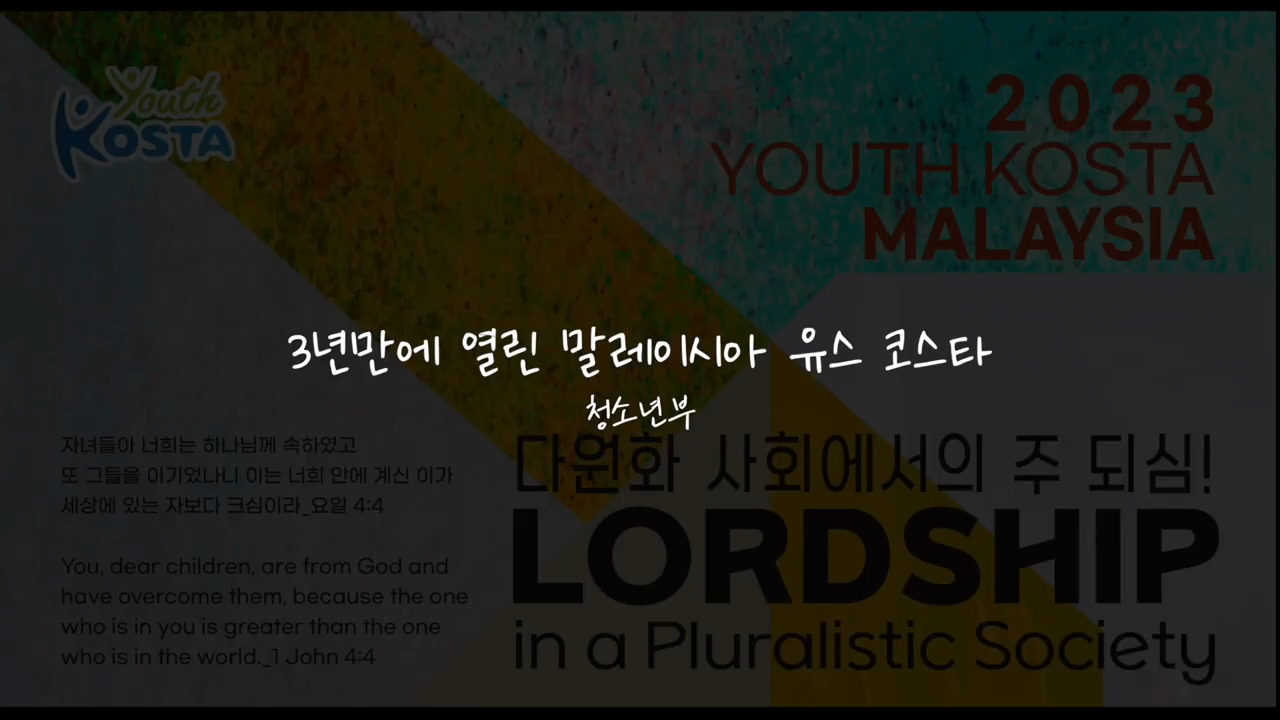 Youth
KOSTA
2023
YOUTH KOSTA
MALAYSIA
3년만에 열린 말레이시아 유스 코스타
청소년부
자녀들아 너희는 하나님께 속하였고
또 그들을 이기었나니 이는 너희 안에 계신 이가
세상에 있는 자보다 크심이라_요일 4:4
You, dear children, are from God and
have overcome them, because the one
who is in you is greater than the one
who is in the world._1 John 4:4
다원화 사회에서의 주 되심!
LORDSHIP
in a Pluralistic Society